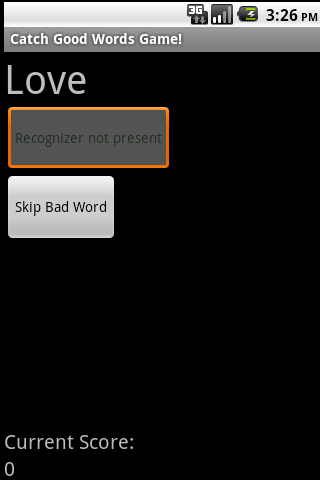 3G 3:26 PM
Catch Good Words Game!
Love
Recognizer not present
Skip Bad Word
Current Score:
0